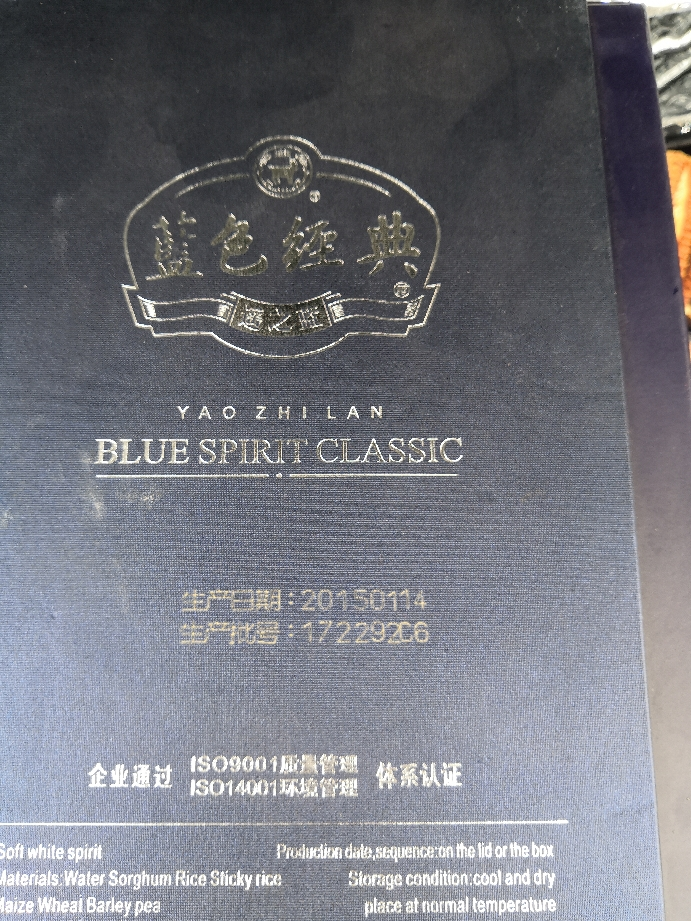 藍色經典
遥之蓝
YAO ZHI LAN
BLUE SPIRIT CLASSIC
生产日期:20150114
生产批号:17229206
企业通过 ISO9001质量管理 体系认证
ISO14001环境管理
Soft white spirit Production date,sequence:on the lid or the box
Materials:Water Sorghum Rice Sticky rice Storage condition:cool and dry
Maize Wheat Barley pea place at normal temperature